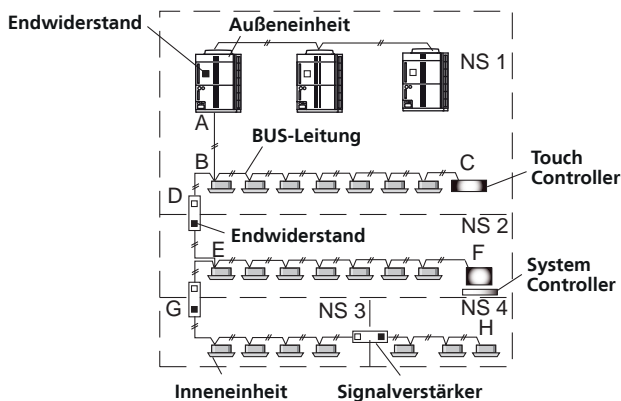 Endwiderstand
Außeneinheit
NS 1
A
BUS-Leitung
B
C
Touch
Controller
D
NS 2
Endwiderstand
E
F
System
Controller
G
NS 3
NS 4
H
Inneneinheit
Signalverstärker